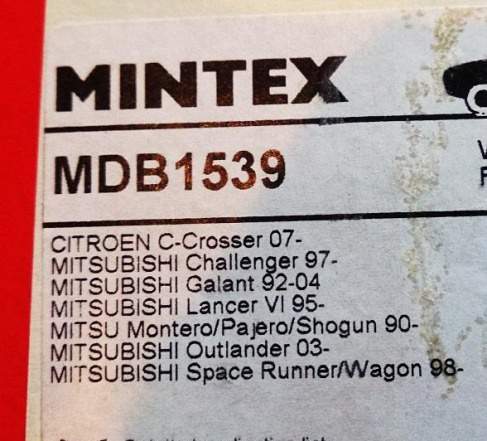 MINTEX
MDB1539
CITROEN C-Crosser 07-
MITSUBISHI Challenger 97-
MITSUBISHI Galant 92-04
MITSUBISHI Lancer VI 95-
MITSU Montero/Pajero/Shogun 90-
MITSUBISHI Outlander 03-
MITSUBISHI Space Runner/Wagon 98-